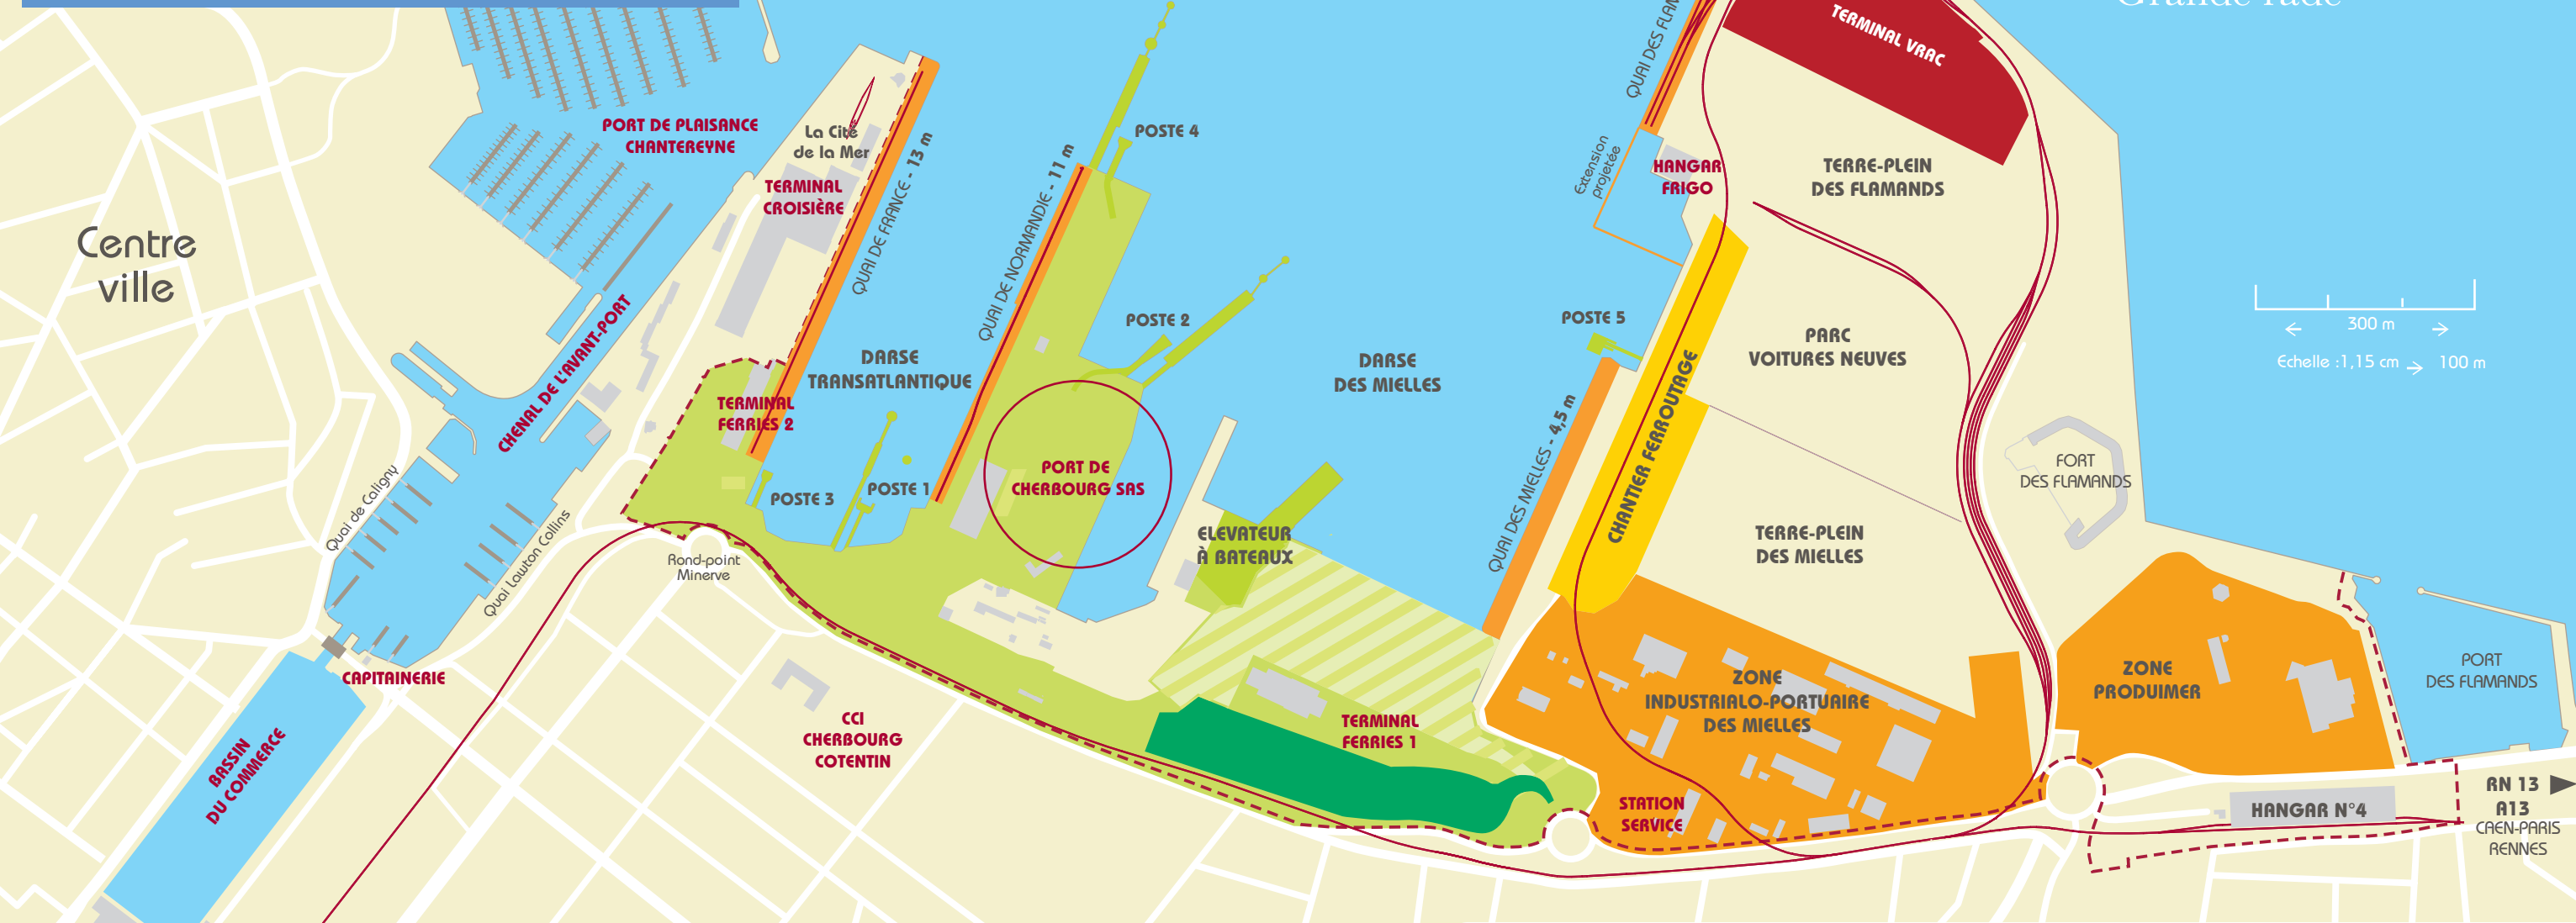 Grande rade
TERMINAL VRAC
QUAI DES FLAM
PORT DE PLAISANCE
CHANTEREYNE
La Cité
de la Mer
TERMINAL
CROISIÈRE
QUAI DE FRANCE - 13 m
QUAI DE NORMANDIE - 11 m
POSTE 4
Extension
projetée
HANGAR
FRIGO
TERRE-PLEIN
DES FLAMANDS
Centre
ville
CHENAL DE L'AVANT-PORT
DARSE
TRANSATLANTIQUE
POSTE 2
DARSE
DES MIELLES
POSTE 5
PARC
VOITURES NEUVES
300 m
Echelle :1,15 cm
100 m
TERMINAL
FERRIES 2
POSTE 3
POSTE 1
PORT DE
CHERBOURG SAS
QUAI DES MIELLES - 4,5 m
CHANTIER FERROUTAGE
FORT
DES FLAMANDS
Quai de Caligny
Quai Lawton Collins
Rond-point
Minerve
ELEVATEUR
À BATEAUX
TERRE-PLEIN
DES MIELLES
CAPITAINERIE
BASSIN
DU COMMERCE
CCI
CHERBOURG
COTENTIN
TERMINAL
FERRIES 1
ZONE
INDUSTRIALO-PORTUAIRE
DES MIELLES
ZONE
PRODUIMER
PORT
DES FLAMANDS
STATION
SERVICE
HANGAR N°4
RN 13
A13
CAEN-PARIS
RENNES